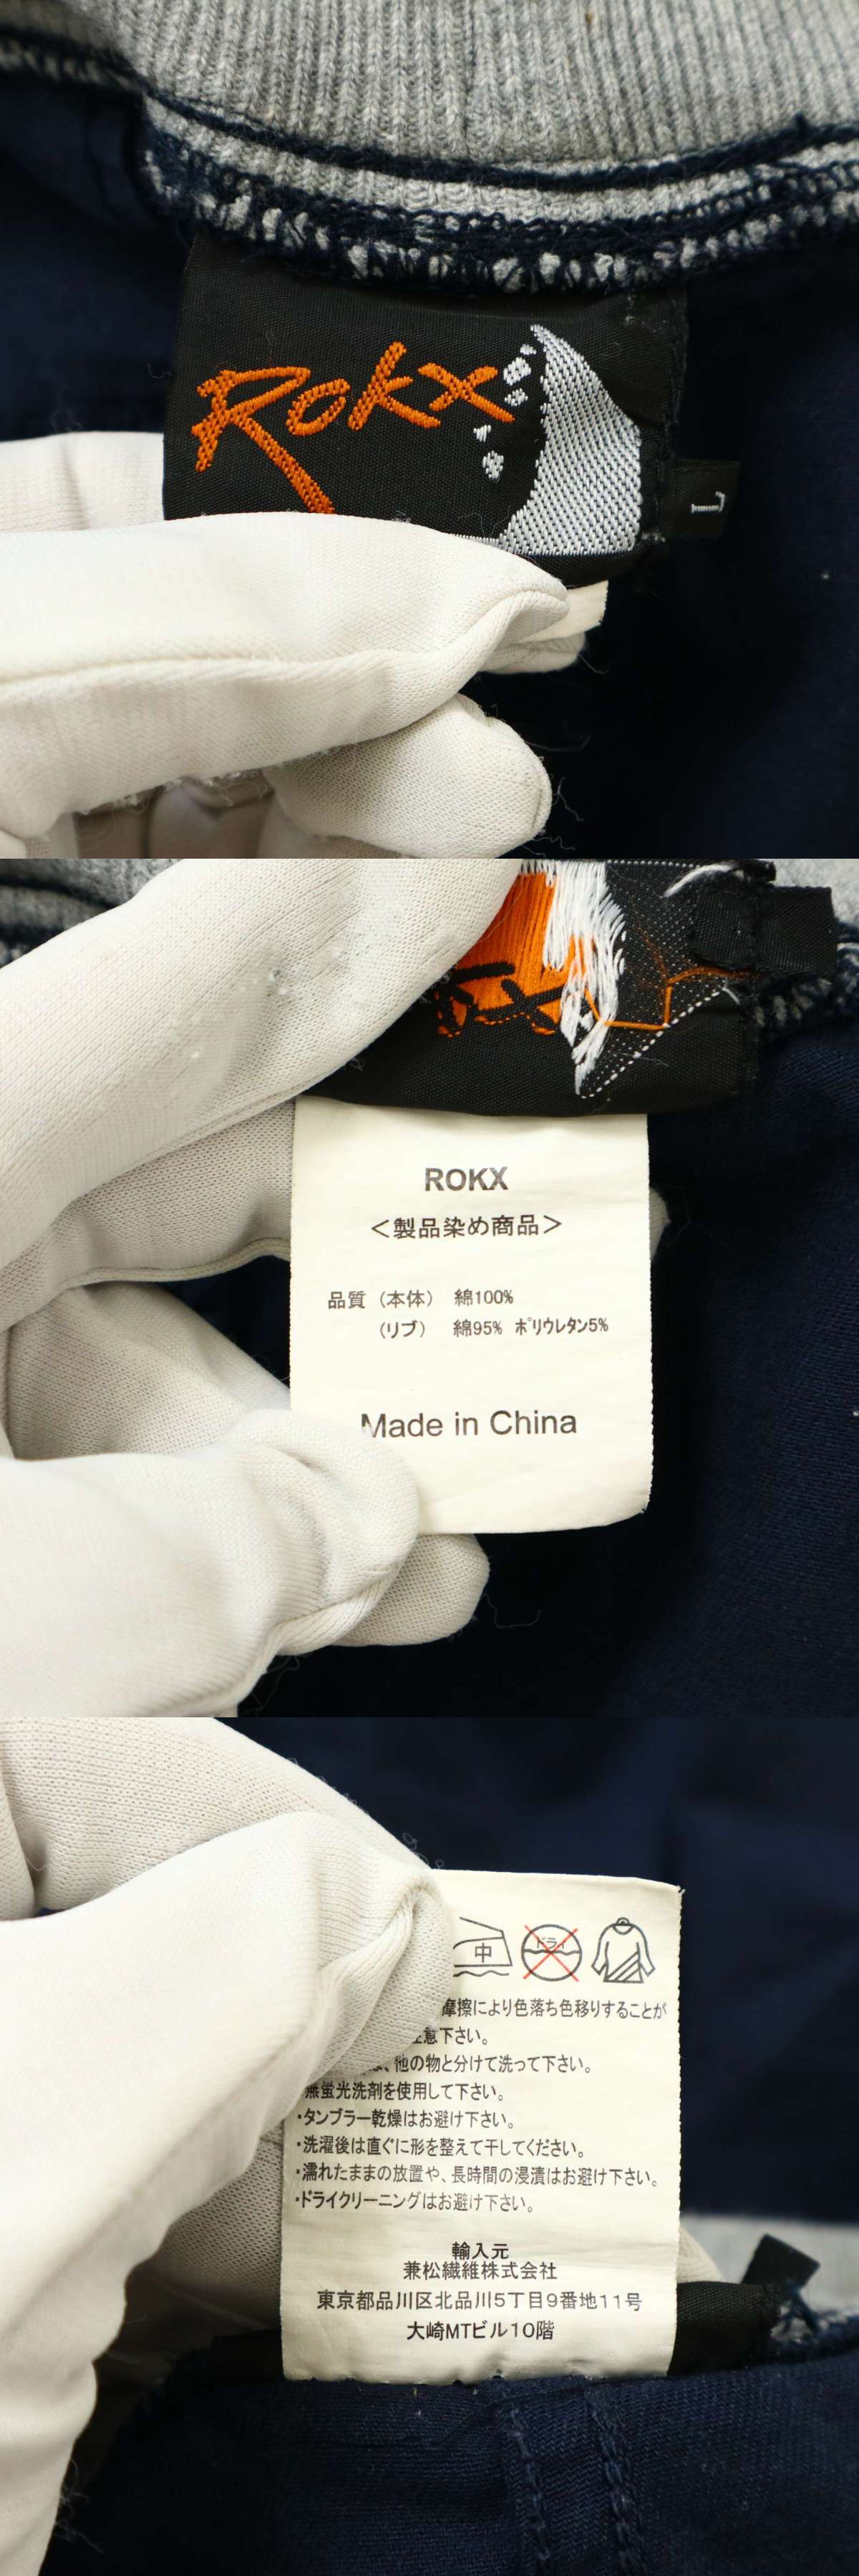 Rokx
L
ROKX
<製品染め商品>
品質 (本体) 綿100%
(リブ) 綿95% ポリウレタン5%
Made in China
中
ドライ
摩擦により色落ち色移りすることが
注意下さい。
、他の物と分けて洗って下さい。
無蛍光洗剤を使用して下さい。
・タンブラー乾燥はお避け下さい。
・洗濯後は直ぐに形を整えて干してください。
・濡れたままの放置や、長時間の浸漬はお避け下さい。
・ドライクリーニングはお避け下さい。
輸入元
兼松繊維株式会社
東京都品川区北品川5丁目9番地11号
大崎MTビル10階